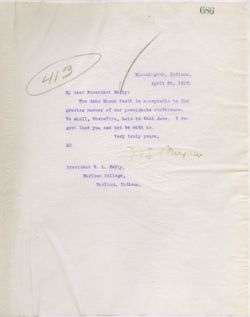 686
413
Bloomington, Indiana.
April 22, 1912.
My dear President Kelly:
The date March tenth is acceptable to the
greater number of our presidents conference.
We shall, therefore, hold to that date. I re-
gret that you can not be with us.
Very truly yours,
President R. L. Kelly,
Earlham College,
Earlham, Indiana.